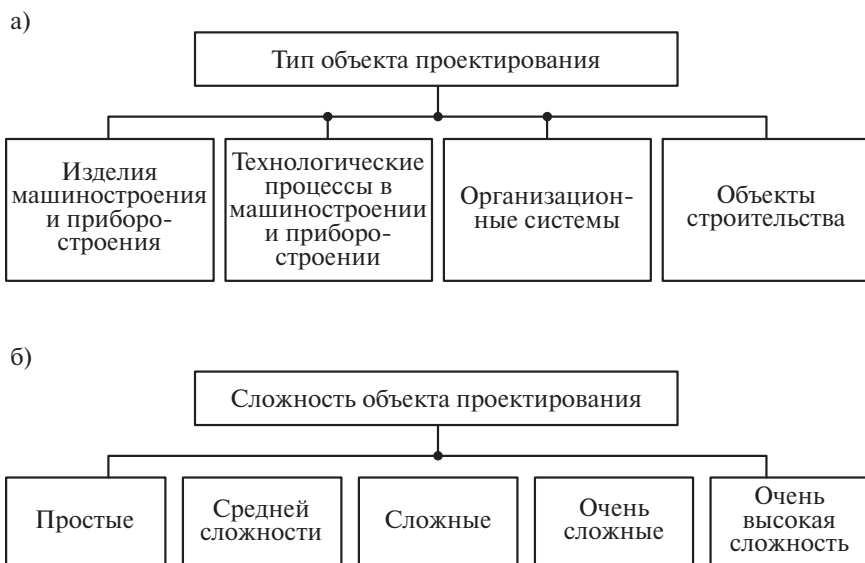 а)
Тип объекта проектирования
Изделия
машиностроения
и приборо-
строения
Технологические
процессы в
машиностроении
и приборо-
строении
Организацион-
ные системы
Объекты
строительства
б)
Сложность объекта проектирования
Простые
Средней
сложности
Сложные
Очень
сложные
Очень
высокая
сложность